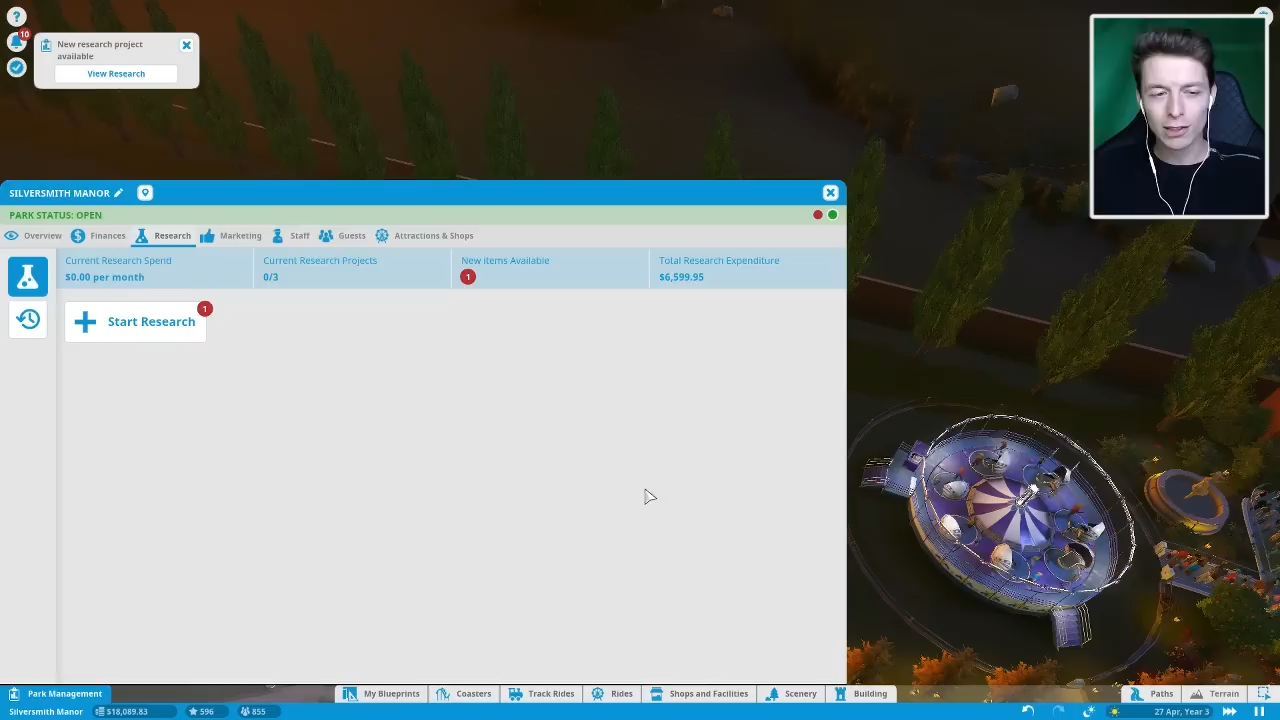 ?
10
New research project
available
View Research
SILVERSMITH MANOR
PARK STATUS: OPEN
Overview Finances Research Marketing Staff Guests Attractions & Shops
Current Research Spend
$0.00 per month
Current Research Projects
0/3
New items Available
1
Total Research Expenditure
$6,599.95
Start Research
1
Park Management
My Blueprints Coasters Track Rides Rides Shops and Facilities Scenery Building
Paths Terrain
Silversmith Manor $18,089.83 596 855
27 Apr, Year 3